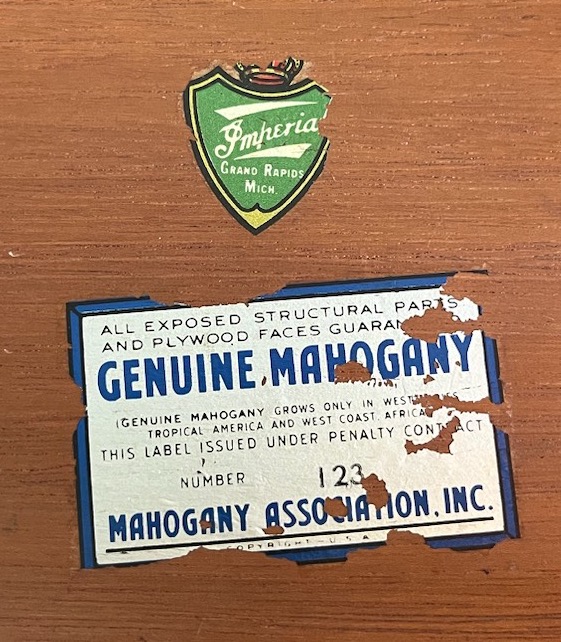 Imperia
GRAND RAPIDS
MICH.
ALL EXPOSED STRUCTURAL PARTS
AND PLYWOOD FACES GUARAN
GENUINE MAHOGANY
(GENUINE MAHOGANY GROWS ONLY IN WEST
TROPICAL AMERICA AND WEST COAST, AFRICA
THIS LABEL ISSUED UNDER PENALTY CONTRACT
NUMBER 123
MAHOGANY ASSOCIATION, INC.
COPYRIGHT - U.S.A.